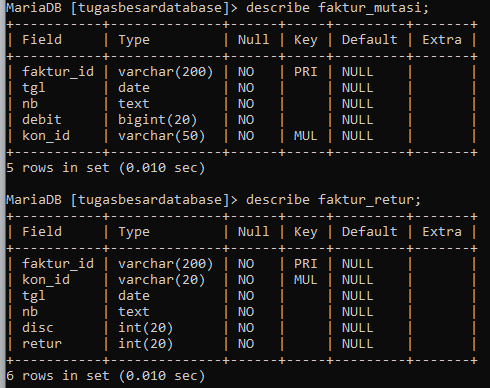 MariaDB [tugasbesardatabase]> describe faktur_mutasi;
+-----------+--------------+------+-----+---------+-------+
| Field     | Type         | Null | Key | Default | Extra |
+-----------+--------------+------+-----+---------+-------+
| faktur_id | varchar(200) | NO   | PRI | NULL    |       |
| tgl       | date         | NO   |     | NULL    |       |
| nb        | text         | NO   |     | NULL    |       |
| debit     | bigint(20)   | NO   |     | NULL    |       |
| kon_id    | varchar(50)  | NO   | MUL | NULL    |       |
+-----------+--------------+------+-----+---------+-------+
5 rows in set (0.010 sec)

MariaDB [tugasbesardatabase]> describe faktur_retur;
+-----------+--------------+------+-----+---------+-------+
| Field     | Type         | Null | Key | Default | Extra |
+-----------+--------------+------+-----+---------+-------+
| faktur_id | varchar(200) | NO   | PRI | NULL    |       |
| kon_id    | varchar(20)  | NO   | MUL | NULL    |       |
| tgl       | date         | NO   |     | NULL    |       |
| nb        | text         | NO   |     | NULL    |       |
| disc      | int(20)      | NO   |     | NULL    |       |
| retur     | int(20)      | NO   |     | NULL    |       |
+-----------+--------------+------+-----+---------+-------+
6 rows in set (0.010 sec)